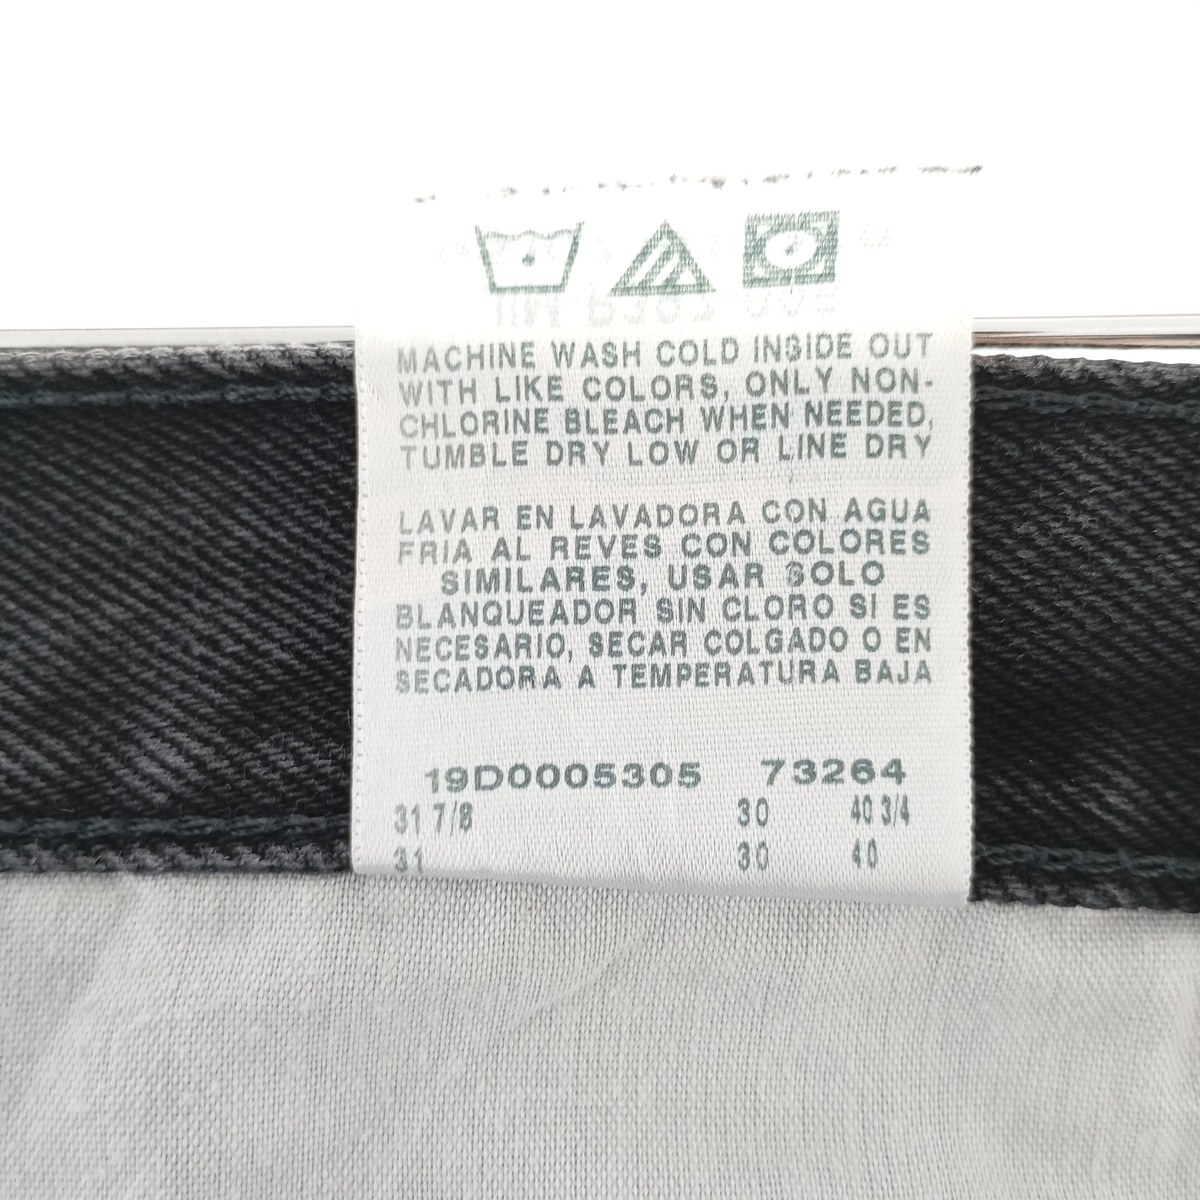 MACHINE WASH COLD INSIDE OUT
WITH LIKE COLORS, ONLY NON-
CHLORINE BLEACH WHEN NEEDED,
TUMBLE DRY LOW OR LINE DRY
LAVAR EN LAVADORA CON AGUA
FRIA AL REVES CON COLORES
SIMILARES, USAR SOLO
BLANQUEADOR SIN CLORO SI ES
NECESARIO, SECAR COLGADO O EN
SECADORA A TEMPERATURA BAJA
19D0005305 73264
31 7/8 30 40 3/4
31 30 40